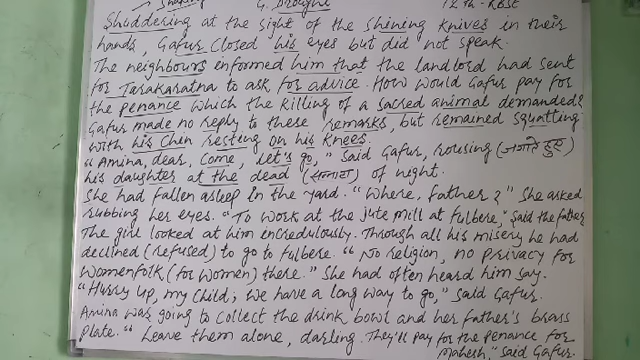 G. Drought 12th-RBSE
Shuddering at the sight of the shining knives in their
hands, Gafur closed his eyes but did not speak.
The neighbours informed him that the landlord had sent
for Tarakaratna to ask for advice. How would Gafur pay for
the penance which the killing of a sacred animal demanded?
Gafur made no reply to these remarks, but remained squatting
with his chin resting on his knees.
"Amina, dear, come, let's go," said Gafur, rousing (जगाते हुए)
his daughter at the dead (सन्नाटा) of night.
She had fallen asleep in the yard. "Where, father?" She asked
rubbing her eyes. "To work at the jute mill at fulbere," said the father
The girl looked at him encredulously. Through all his misery he had
declined (refused) to go to fulbere. "No religion, no privacy for
womenfolk (for women) there." She had often heard him say.
"Hurry up, my child; we have a long way to go," said Gafur.
Amina was going to collect the drink bowl and her father's brass
plate. "Leave them alone, darling. They'll pay for the penance for
Mahesh," said Gafur.